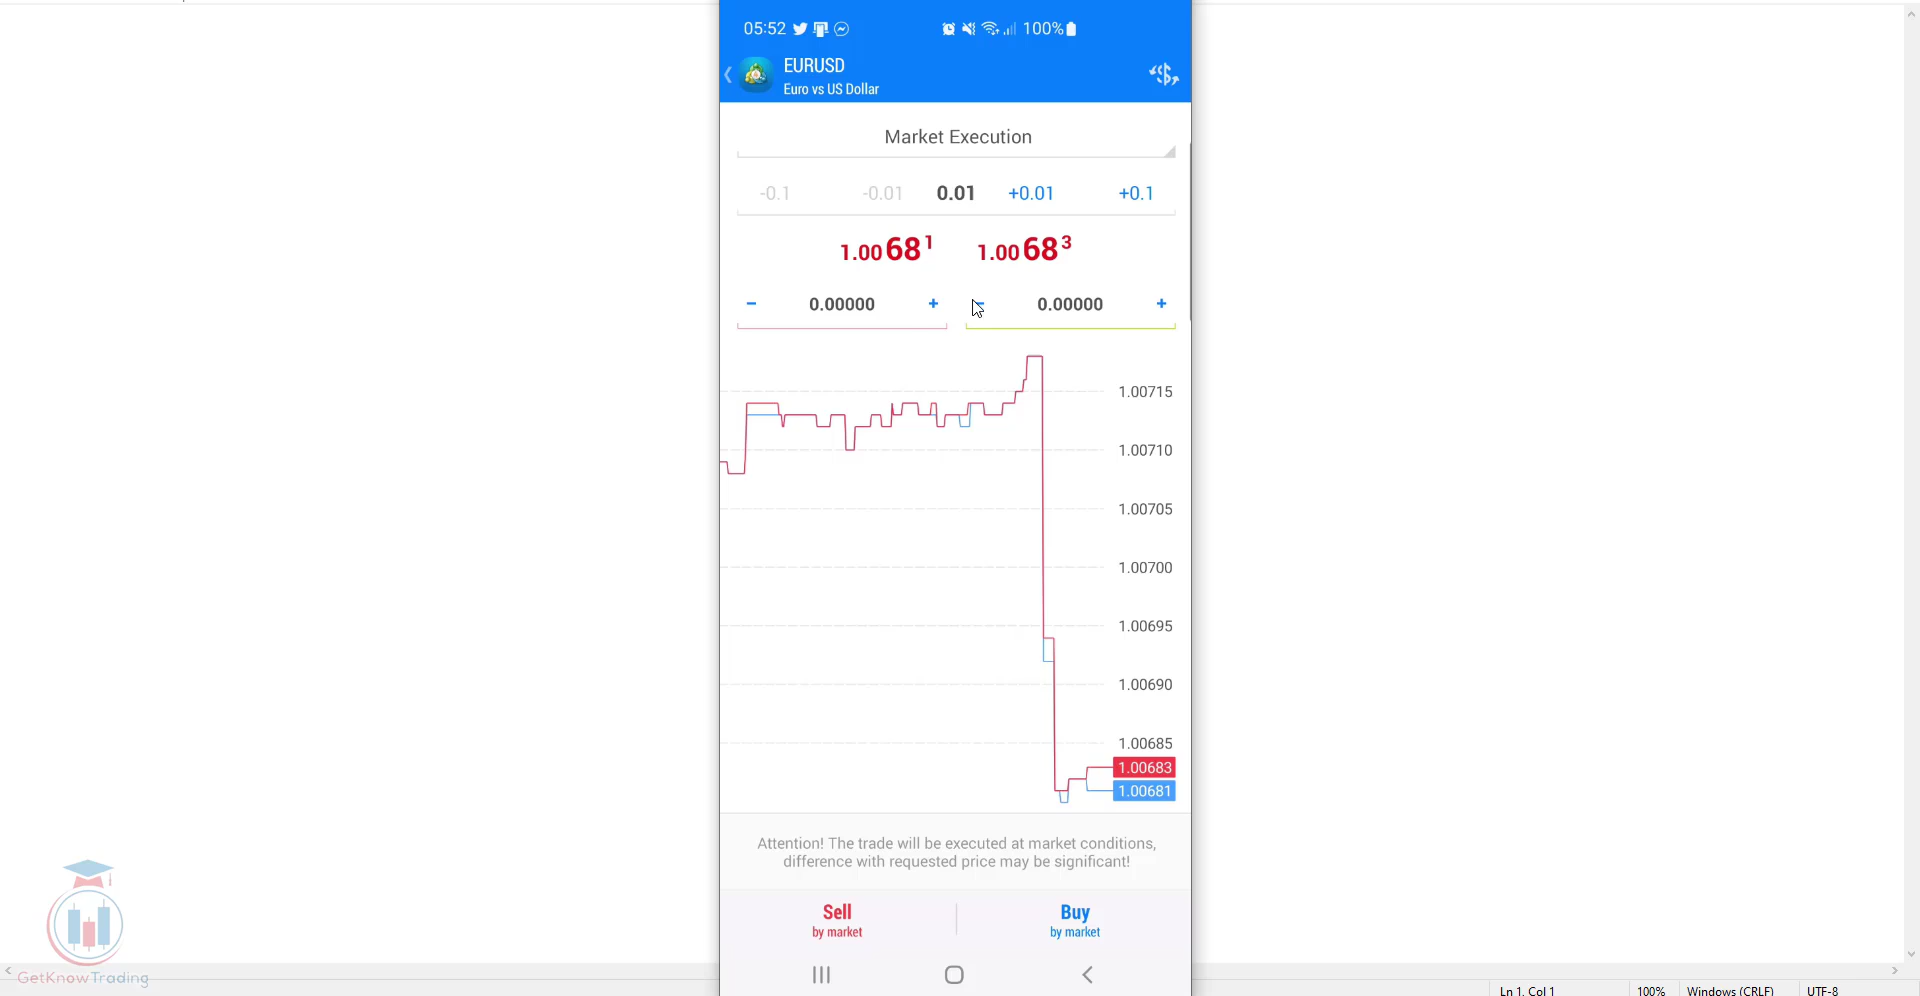 05:52 100%
EURUSD
Euro vs US Dollar
Market Execution
-0.1 -0.01 0.01 +0.01 +0.1
1.00681 1.00683
- 0.00000 + - 0.00000 +
1.00715
1.00710
1.00705
1.00700
1.00695
1.00690
1.00685
1.00683
1.00681
Attention! The trade will be executed at market conditions,
difference with requested price may be significant!
Sell Buy
by market by market
GetKnowTrading
Ln 1, Col 1 100% Windows (CRLF) UTF-8